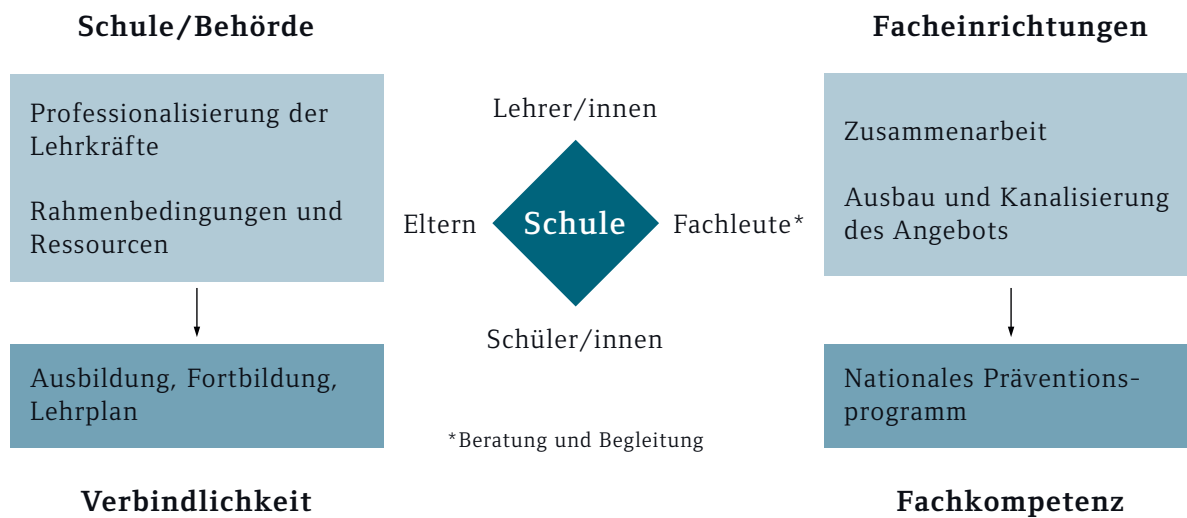 Schule/Behörde
Professionalisierung der
Lehrkräfte
Rahmenbedingungen und
Ressourcen
Ausbildung, Fortbildung,
Lehrplan
Verbindlichkeit
Lehrer/innen
Eltern
Schule
Fachleute*
Schüler/innen
*Beratung und Begleitung
Facheinrichtungen
Zusammenarbeit
Ausbau und Kanalisierung
des Angebots
Nationales Präventions-
programm
Fachkompetenz